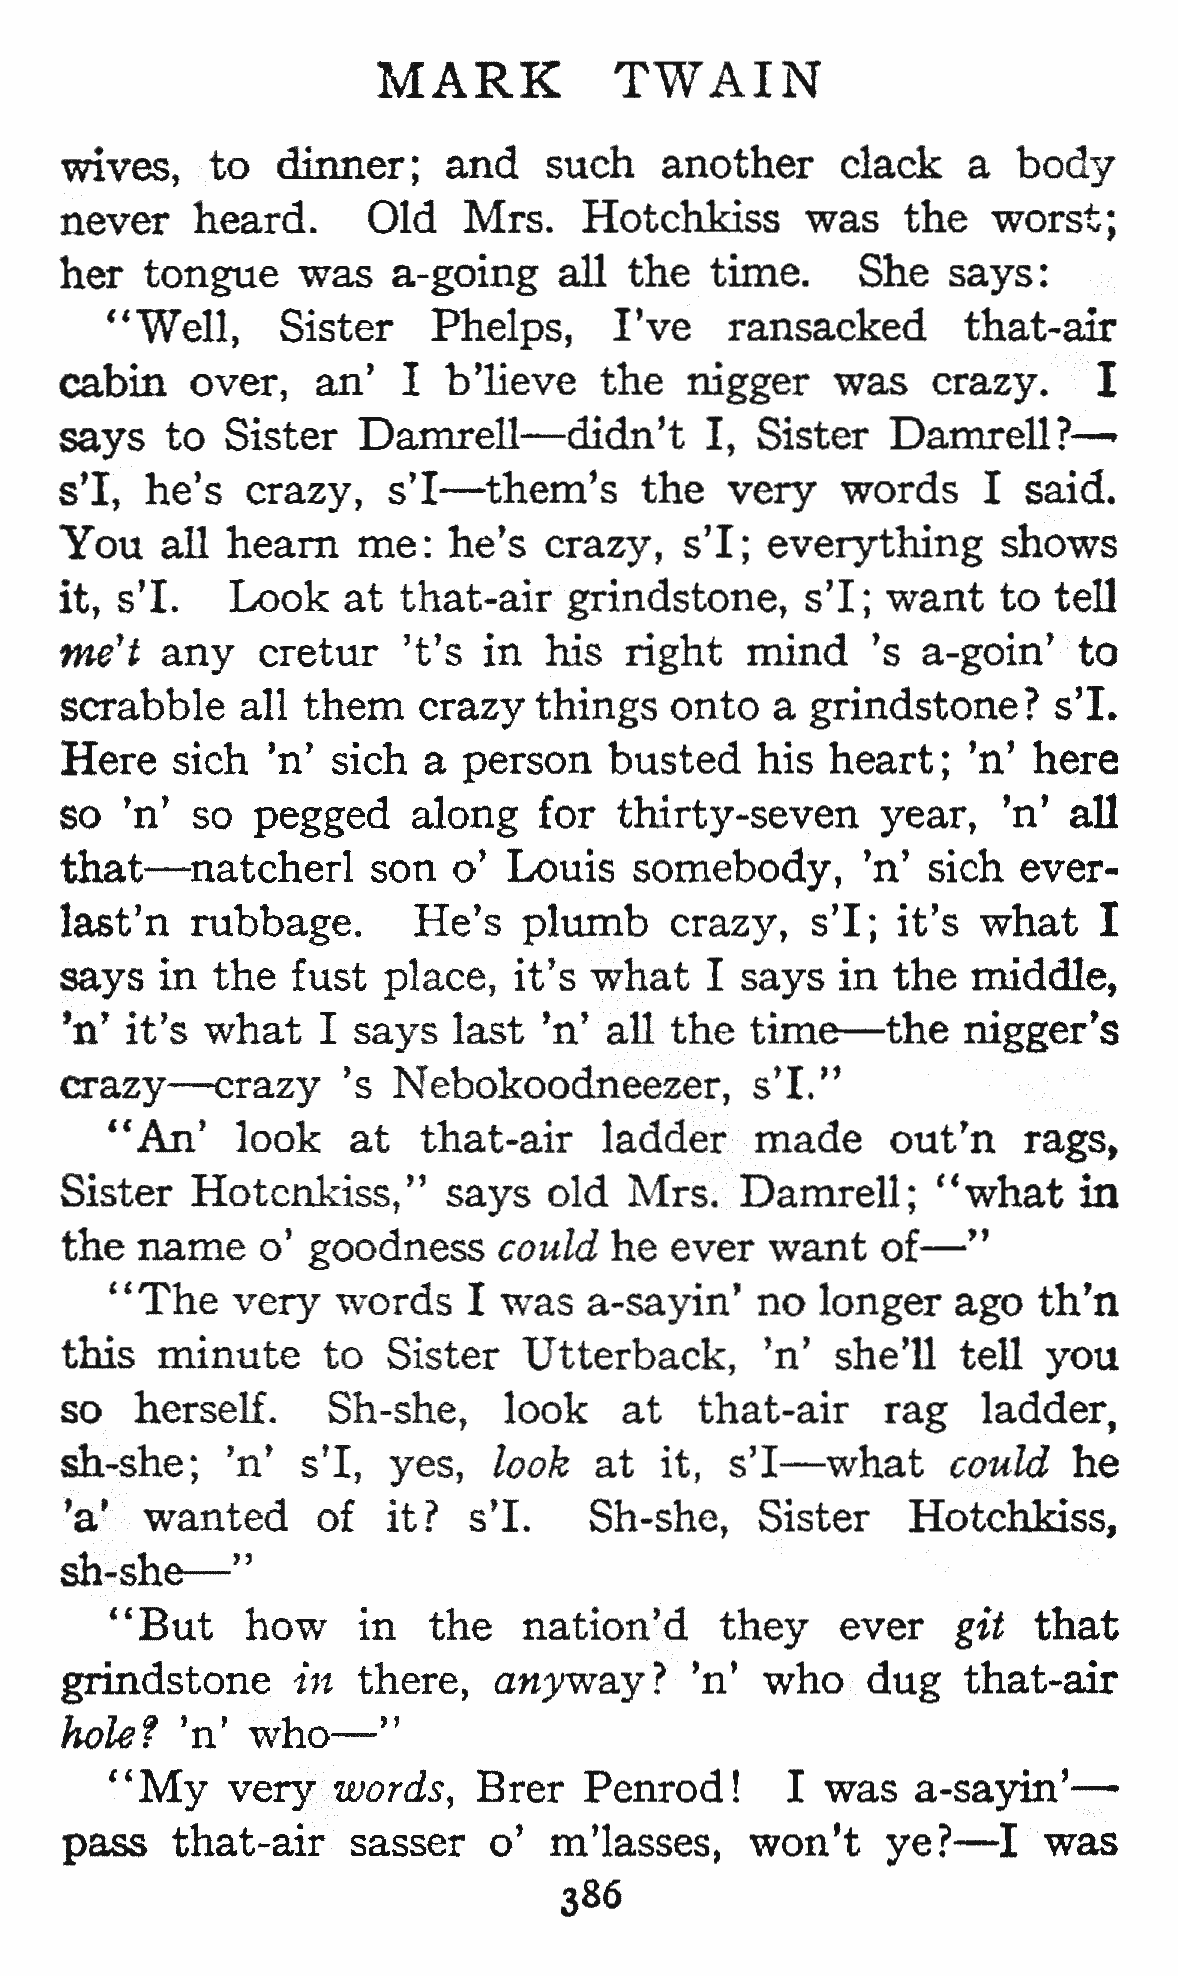 MARK TWAIN
wives, to dinner; and such another clack a body
never heard. Old Mrs. Hotchkiss was the worst;
her tongue was a-going all the time. She says:
“Well, Sister Phelps, I’ve ransacked that-air
cabin over, an’ I b’lieve the nigger was crazy. I
says to Sister Damrell—didn’t I, Sister Damrell?—
s’I, he’s crazy, s’I—them’s the very words I said.
You all hearn me: he’s crazy, s’I; everything shows
it, s’I. Look at that-air grindstone, s’I; want to tell
me’t any cretur ’t’s in his right mind ’s a-goin’ to
scrabble all them crazy things onto a grindstone? s’I.
Here sich ’n’ sich a person busted his heart; ’n’ here
so ’n’ so pegged along for thirty-seven year, ’n’ all
that—natcherl son o’ Louis somebody, ’n’ sich ever-
last’n rubbage. He’s plumb crazy, s’I; it’s what I
says in the fust place, it’s what I says in the middle,
’n’ it’s what I says last ’n’ all the time—the nigger’s
crazy—crazy ’s Nebokoodneezer, s’I.”
“An’ look at that-air ladder made out’n rags,
Sister Hotcnkiss,” says old Mrs. Damrell; “what in
the name o’ goodness could he ever want of—”
“The very words I was a-sayin’ no longer ago th’n
this minute to Sister Utterback, ’n’ she’ll tell you
so herself. Sh-she, look at that-air rag ladder,
sh-she; ’n’ s’I, yes, look at it, s’I—what could he
’a’ wanted of it? s’I. Sh-she, Sister Hotchkiss,
sh-she—”
“But how in the nation’d they ever git that
grindstone in there, anyway? ’n’ who dug that-air
hole? ’n’ who—”
“My very words, Brer Penrod! I was a-sayin’—
pass that-air sasser o’ m’lasses, won’t ye?—I was
386